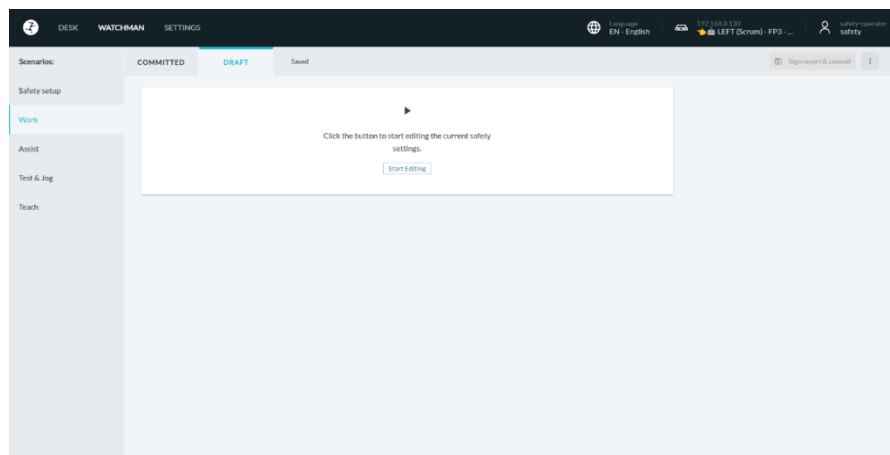 DESK WATCHMAN SETTINGS
Language
EN - English
192.168.0.130
LEFT (Scrum) - FP3 - ...
safety-operator
safety
Scenarios:
COMMITTED DRAFT Saved
Sign report & commit
Safety setup
Work
Assist
Test & Jog
Teach
Click the button to start editing the current safety
settings.
Start Editing